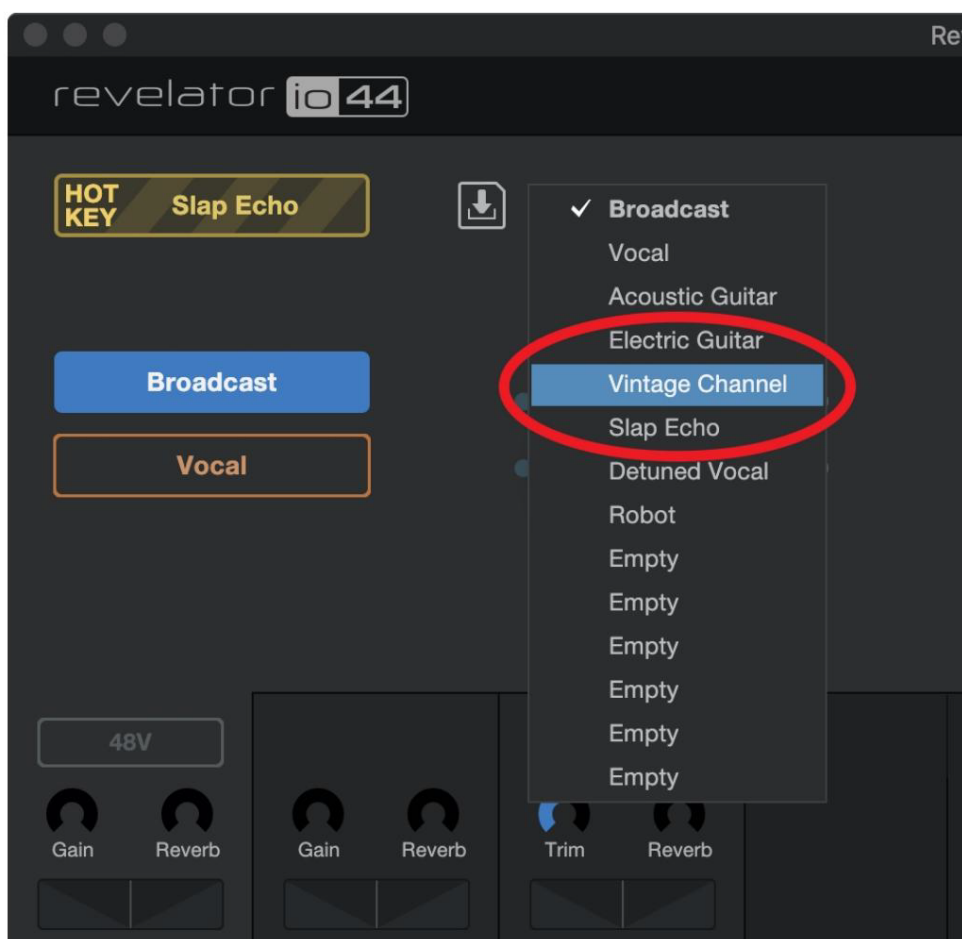 Re
revelator io 44
HOT KEY Slap Echo
Broadcast
Vocal
✓ Broadcast
Vocal
Acoustic Guitar
Electric Guitar
Vintage Channel
Slap Echo
Detuned Vocal
Robot
Empty
Empty
Empty
Empty
Empty
Empty
48V
Gain Reverb Gain Reverb Trim Reverb